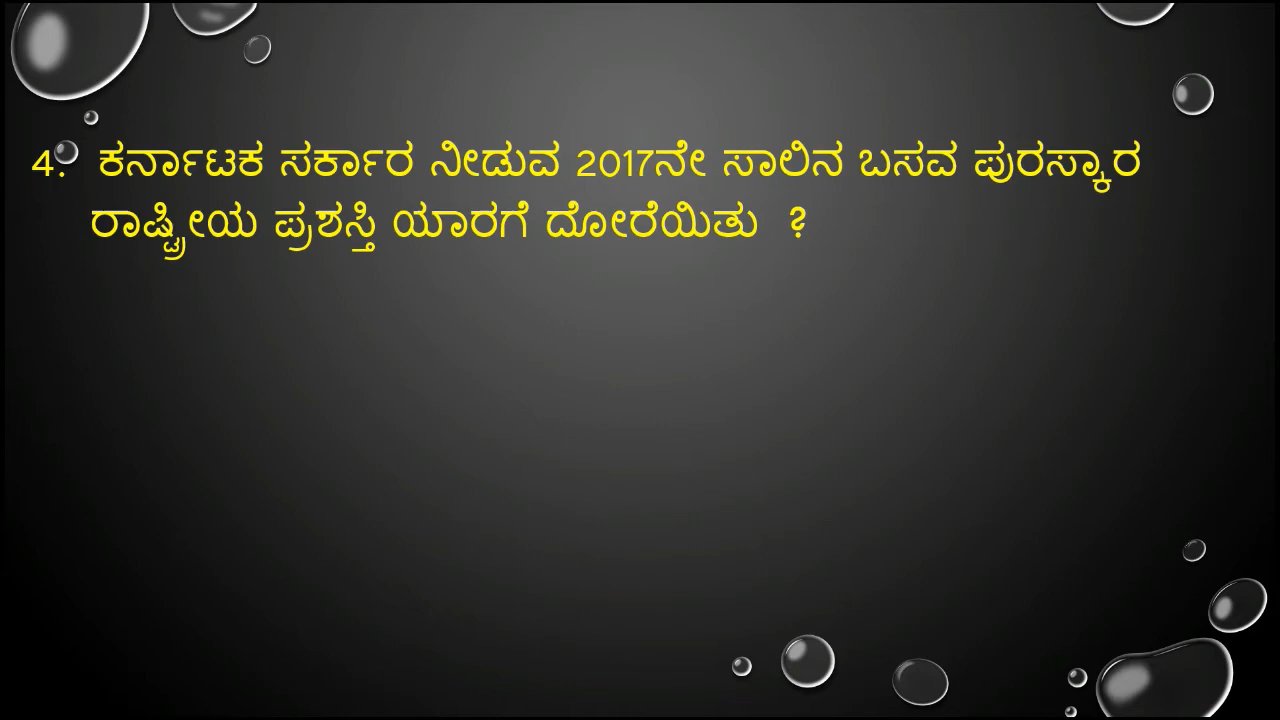 4. ಕರ್ನಾಟಕ ಸರ್ಕಾರ ನೀಡುವ 2017ನೇ ಸಾಲಿನ ಬಸವ ಪುರಸ್ಕಾರ
ರಾಷ್ಟ್ರೀಯ ಪ್ರಶಸ್ತಿ ಯಾರಗೆ ದೋರೆಯಿತು ?